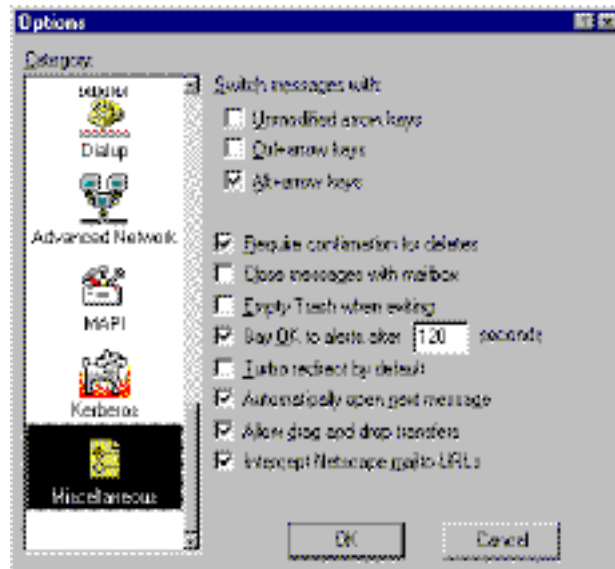 Options
Category:
Dialup
Advanced Network
MAPI
Kerberos
Miscellaneous
Switch messages with:
Unmodified arrow keys
Ctrl+arrow keys
Alt+arrow keys
Require confirmation for deletes
Close messages with mailbox
Empty Trash when exiting
Say OK to alerts after 120 seconds
Turbo redirect by default
Automatically open next message
Allow drag and drop transfers
Intercept Netscape mailto URLs
OK Cancel